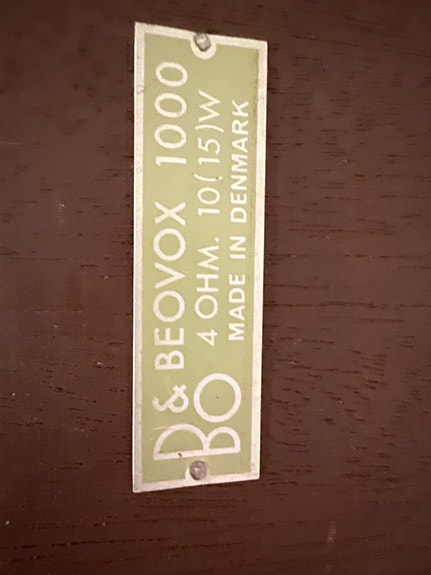 B&O BEOVOX 1000
4 OHM. 10(15)W
MADE IN DENMARK